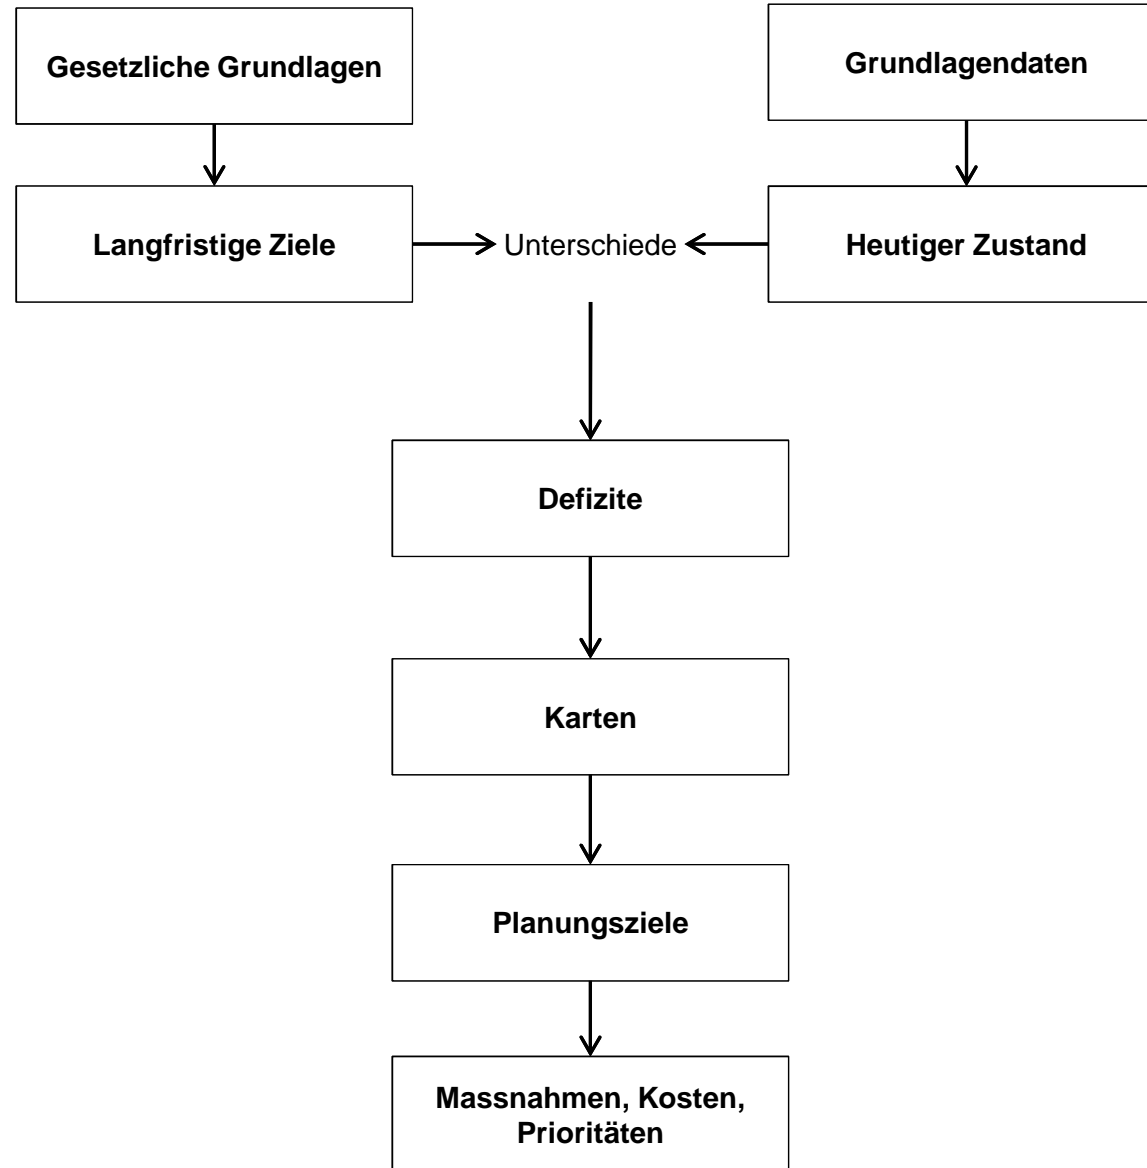 Gesetzliche Grundlagen
Grundlagendaten
Langfristige Ziele
Unterschiede
Heutiger Zustand
Defizite
Karten
Planungsziele
Massnahmen, Kosten,
Prioritäten